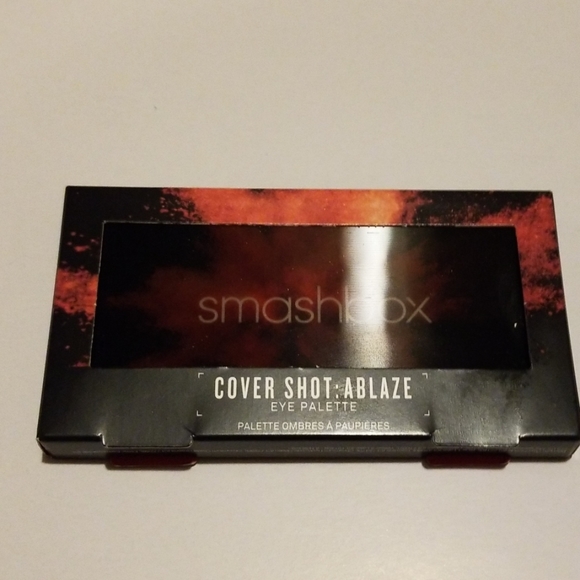 smashbox
COVER SHOT:ABLAZE
EYE PALETTE
PALETTE OMBRES À PAUPIÈRES